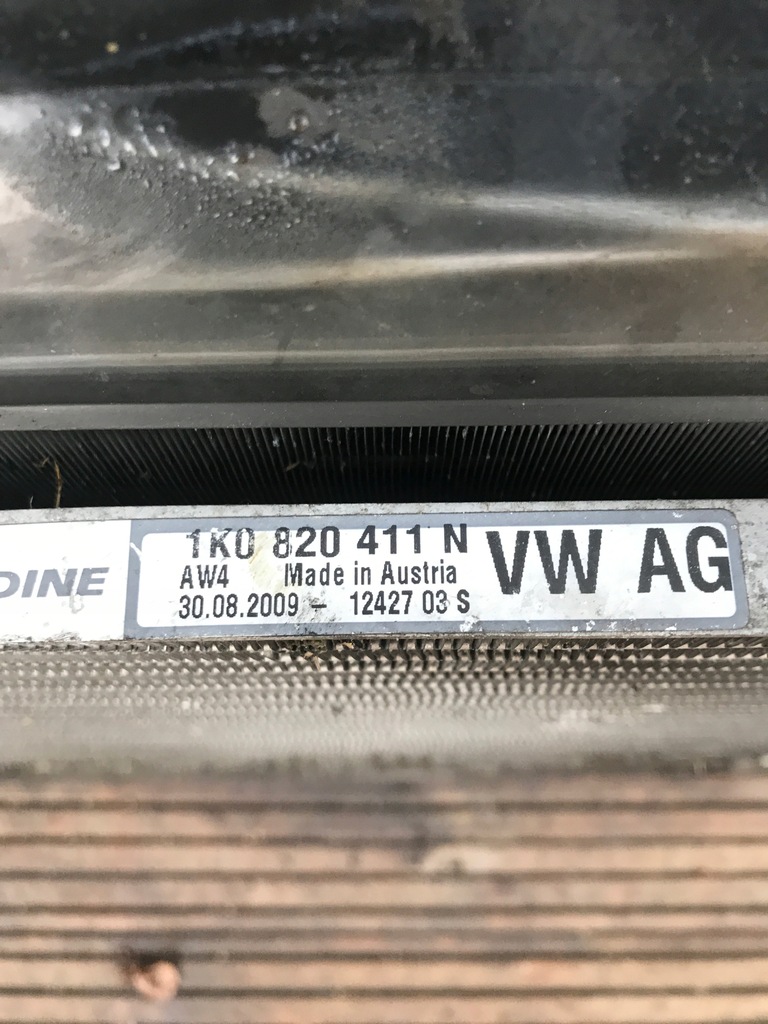 DINE
1K0 820 411 N
AW4 Made in Austria
30.08.2009 - 12427 03 S
VW AG